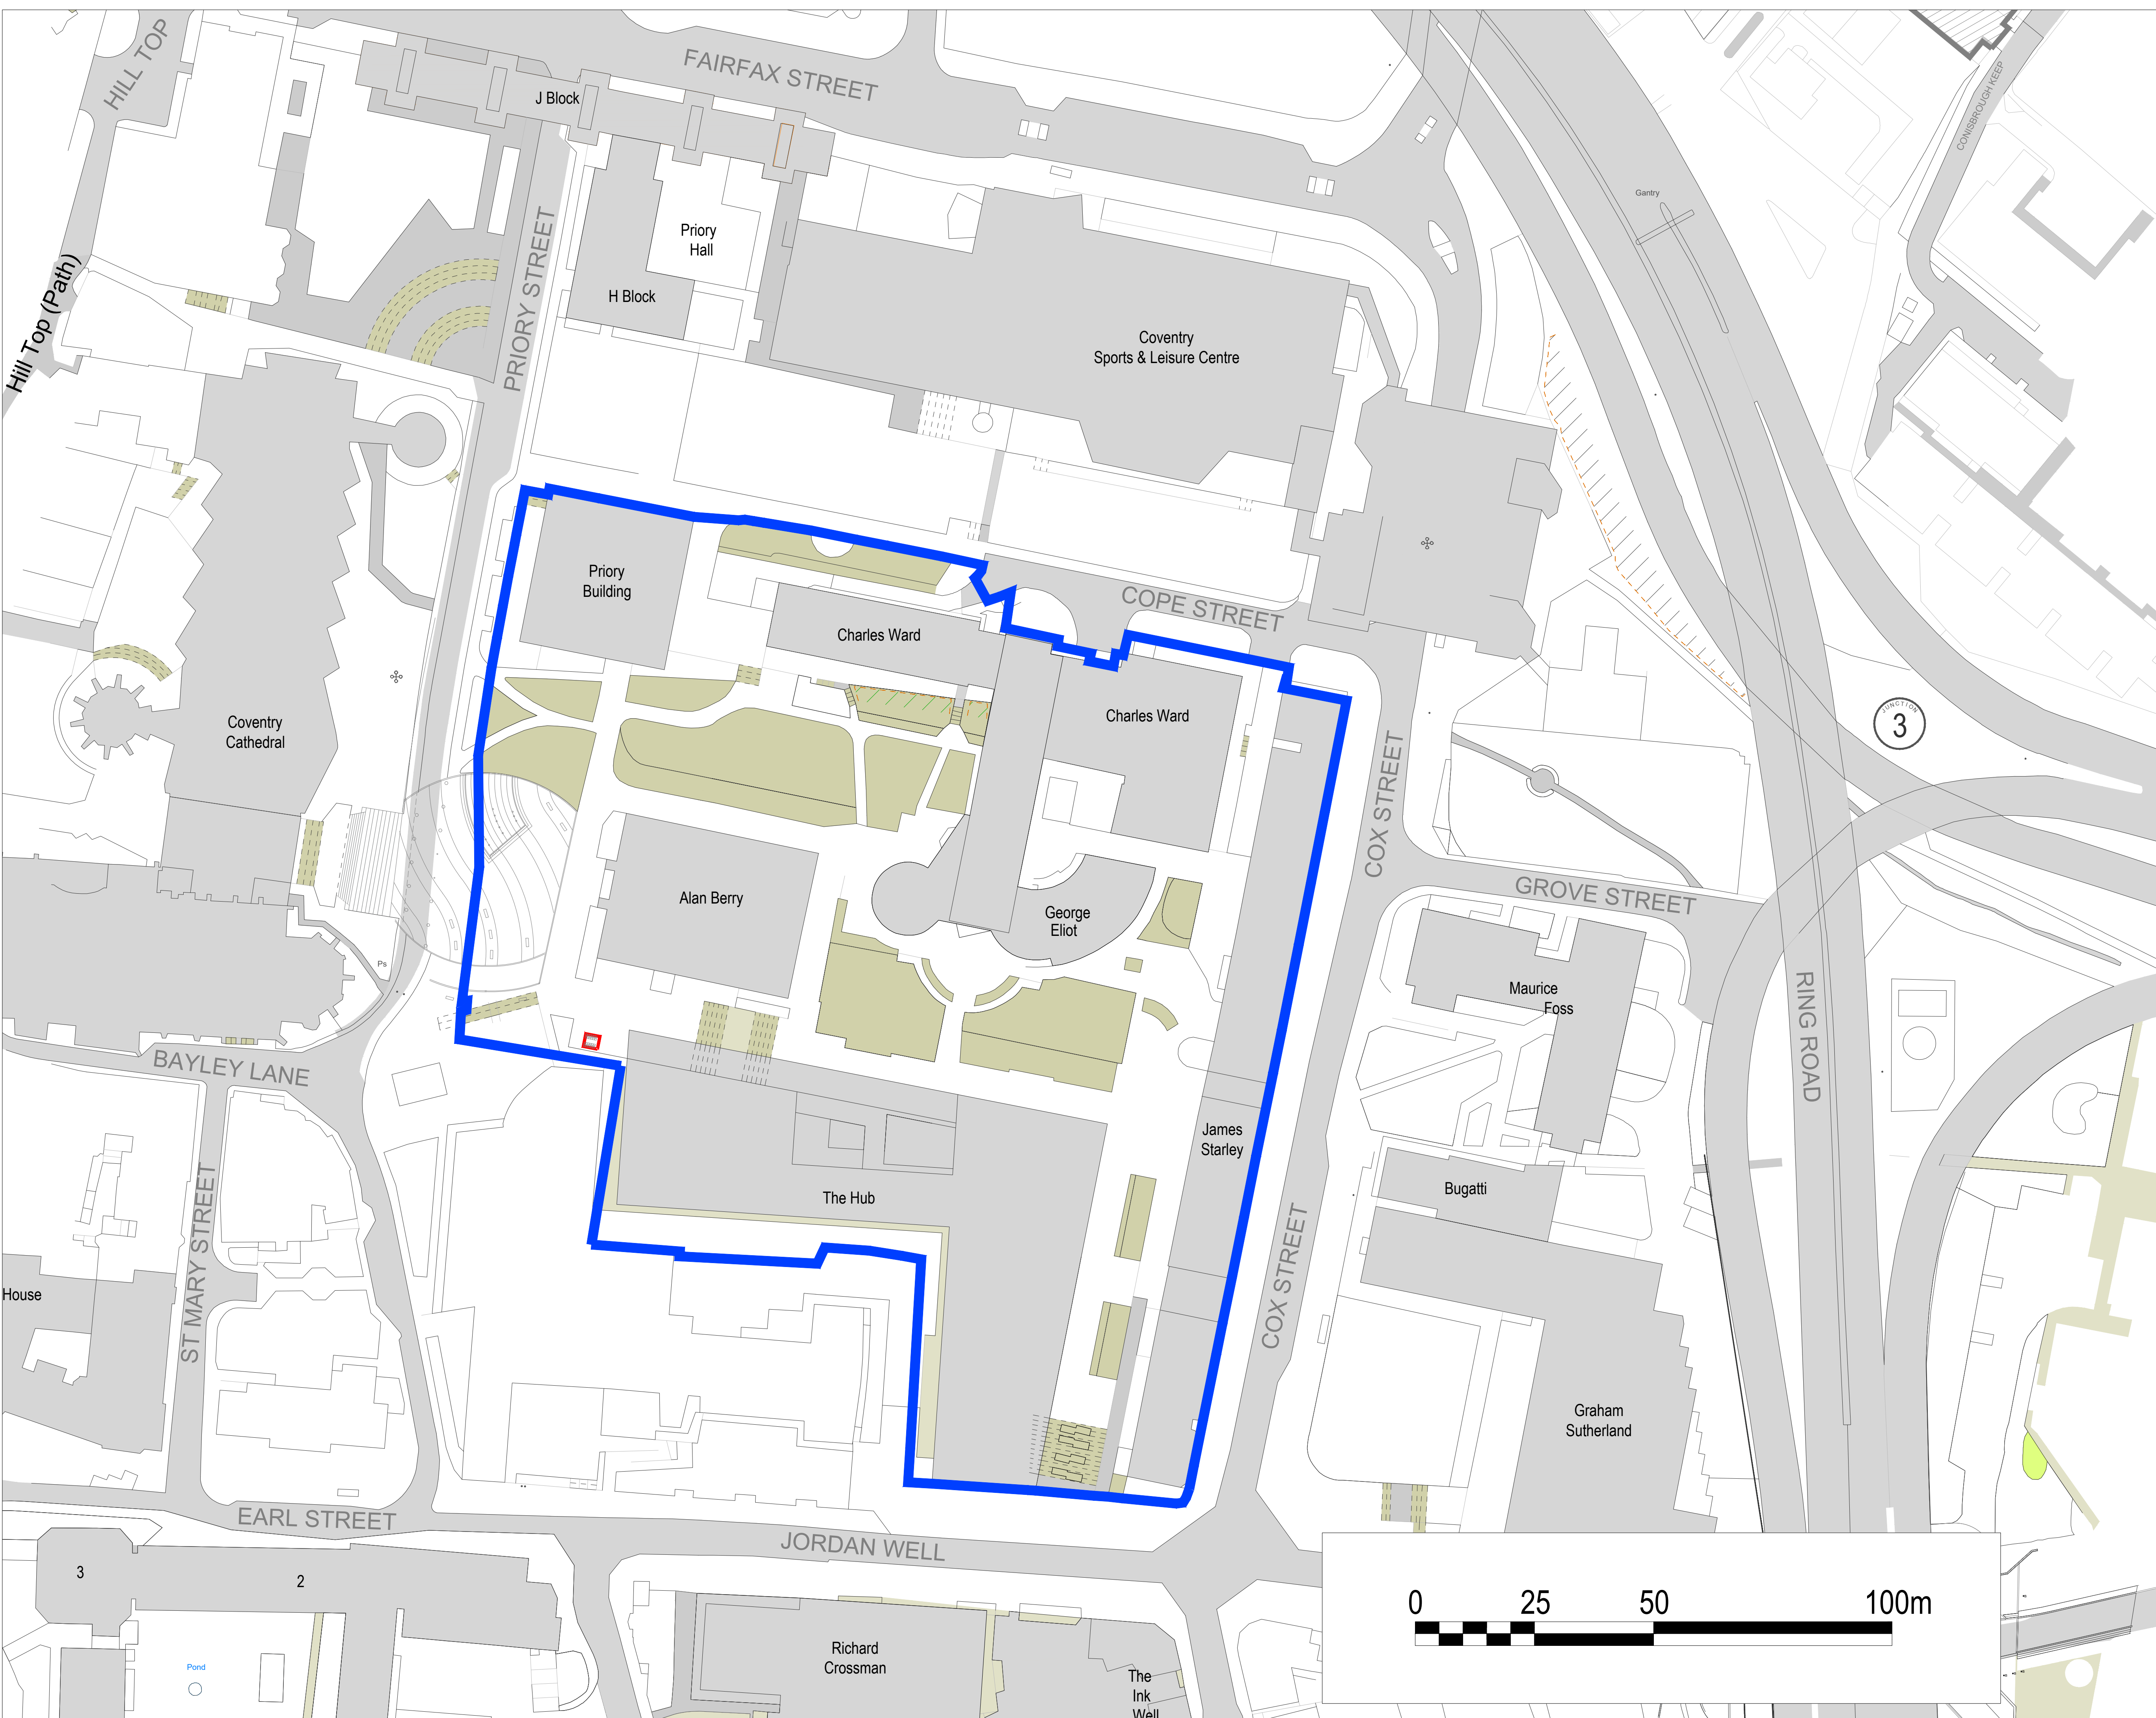 HILL TOP
FAIRFAX STREET
J Block
CONISBROUGH KEEP
Gantry
Priory
Hall
PRIORY STREET
H Block
Hill Top (Path)
Coventry
Sports & Leisure Centre
Priory
Building
COPE STREET
Charles Ward
Charles Ward
Coventry
Cathedral
JUNCTION
3
COX STREET
Alan Berry
George
Eliot
GROVE STREET
Ps
Maurice
Foss
RING ROAD
BAYLEY LANE
James
Starley
The Hub
Bugatti
ST MARY STREET
House
COX STREET
Graham
Sutherland
EARL STREET
JORDAN WELL
3
2
0 25 50 100m
Richard
Crossman
Pond
The
Ink
Well